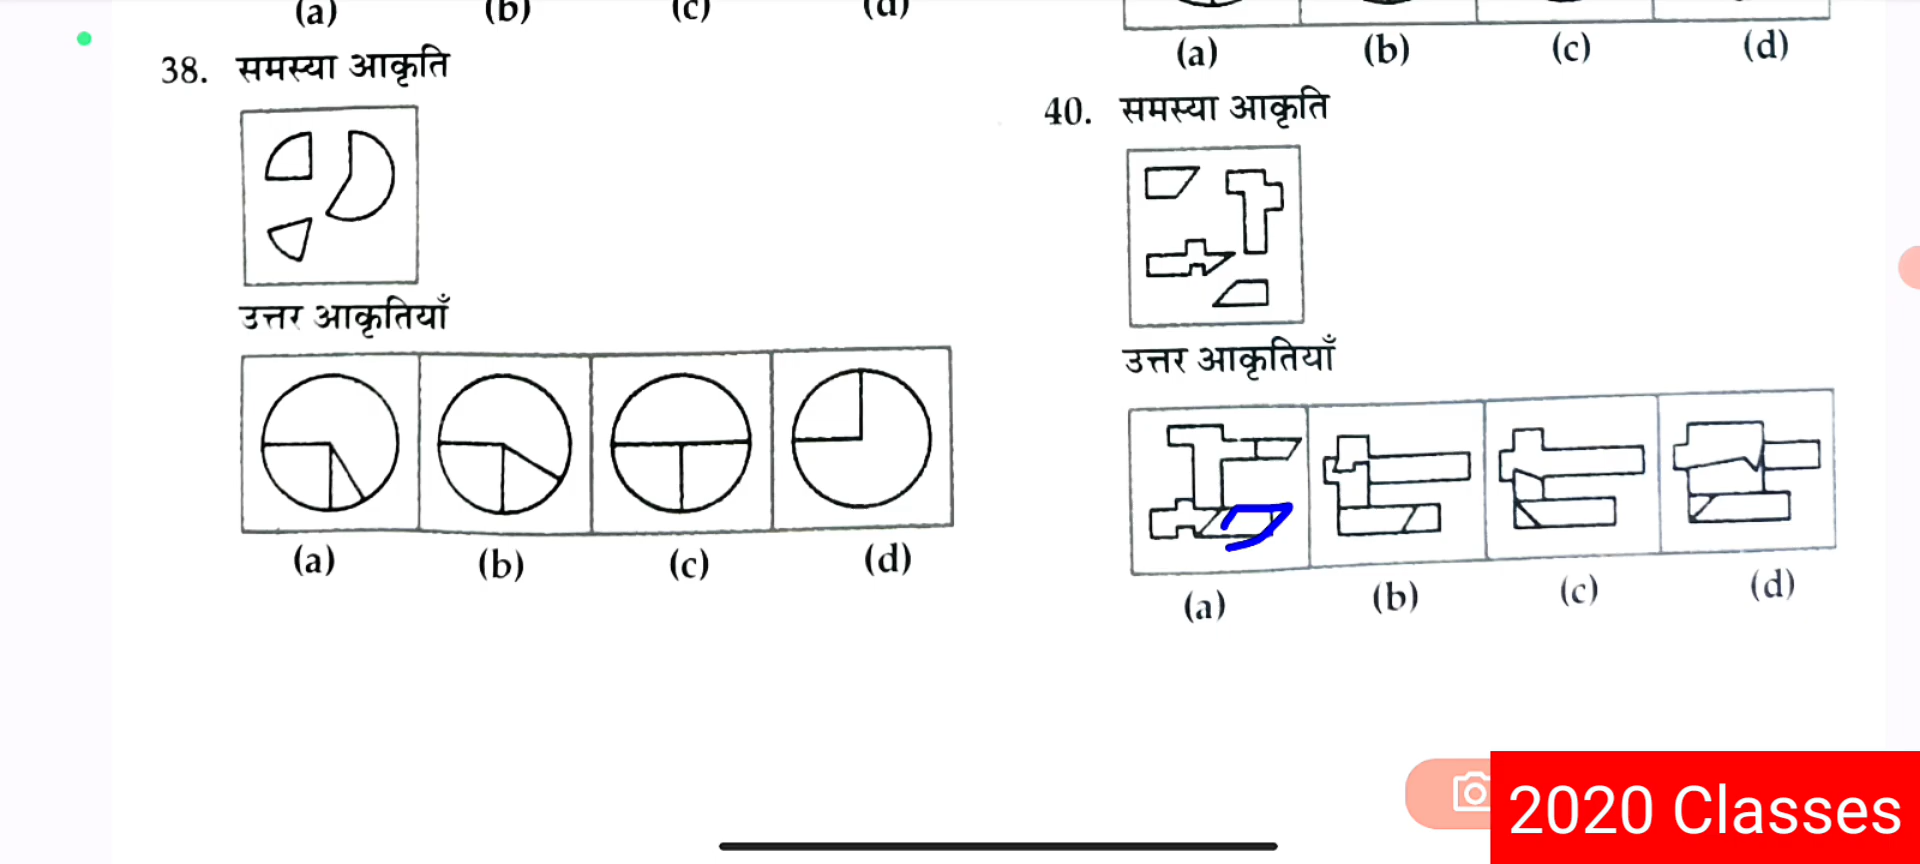 (a) (b) (c) (d)
38. समस्या आकृति
उत्तर आकृतियाँ
(a) (b) (c) (d)
(a) (b) (c) (d)
40. समस्या आकृति
उत्तर आकृतियाँ
(a) (b) (c) (d)
2020 Classes